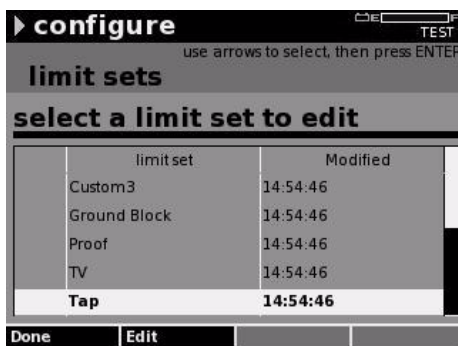 configure
E F
TEST
use arrows to select, then press ENTER
limit sets
select a limit set to edit
limit set Modified
Custom3 14:54:46
Ground Block 14:54:46
Proof 14:54:46
TV 14:54:46
Tap 14:54:46
Done Edit